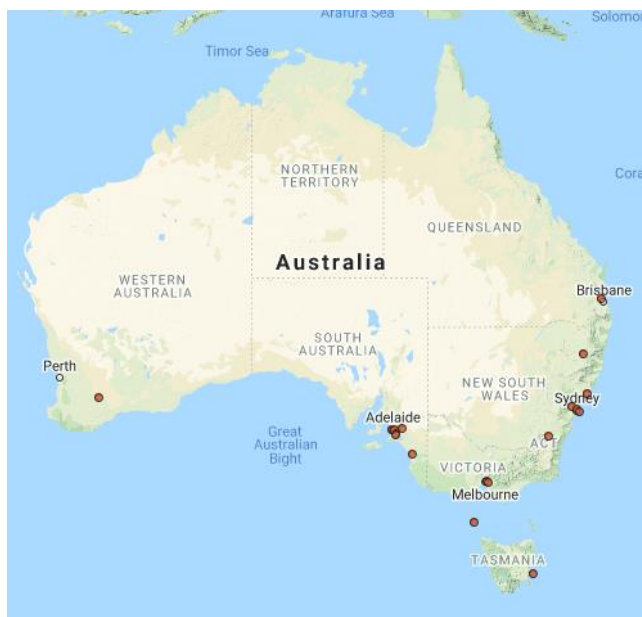 Arafura Sea
Solomon
Timor Sea
NORTHERN
TERRITORY
Cora
QUEENSLAND
Australia
WESTERN
AUSTRALIA
Brisbane
SOUTH
AUSTRALIA
Perth
NEW SOUTH
WALES
Sydney
Adelaide
Great
Australian
Bight
ACT
VICTORIA
Melbourne
TASMANIA